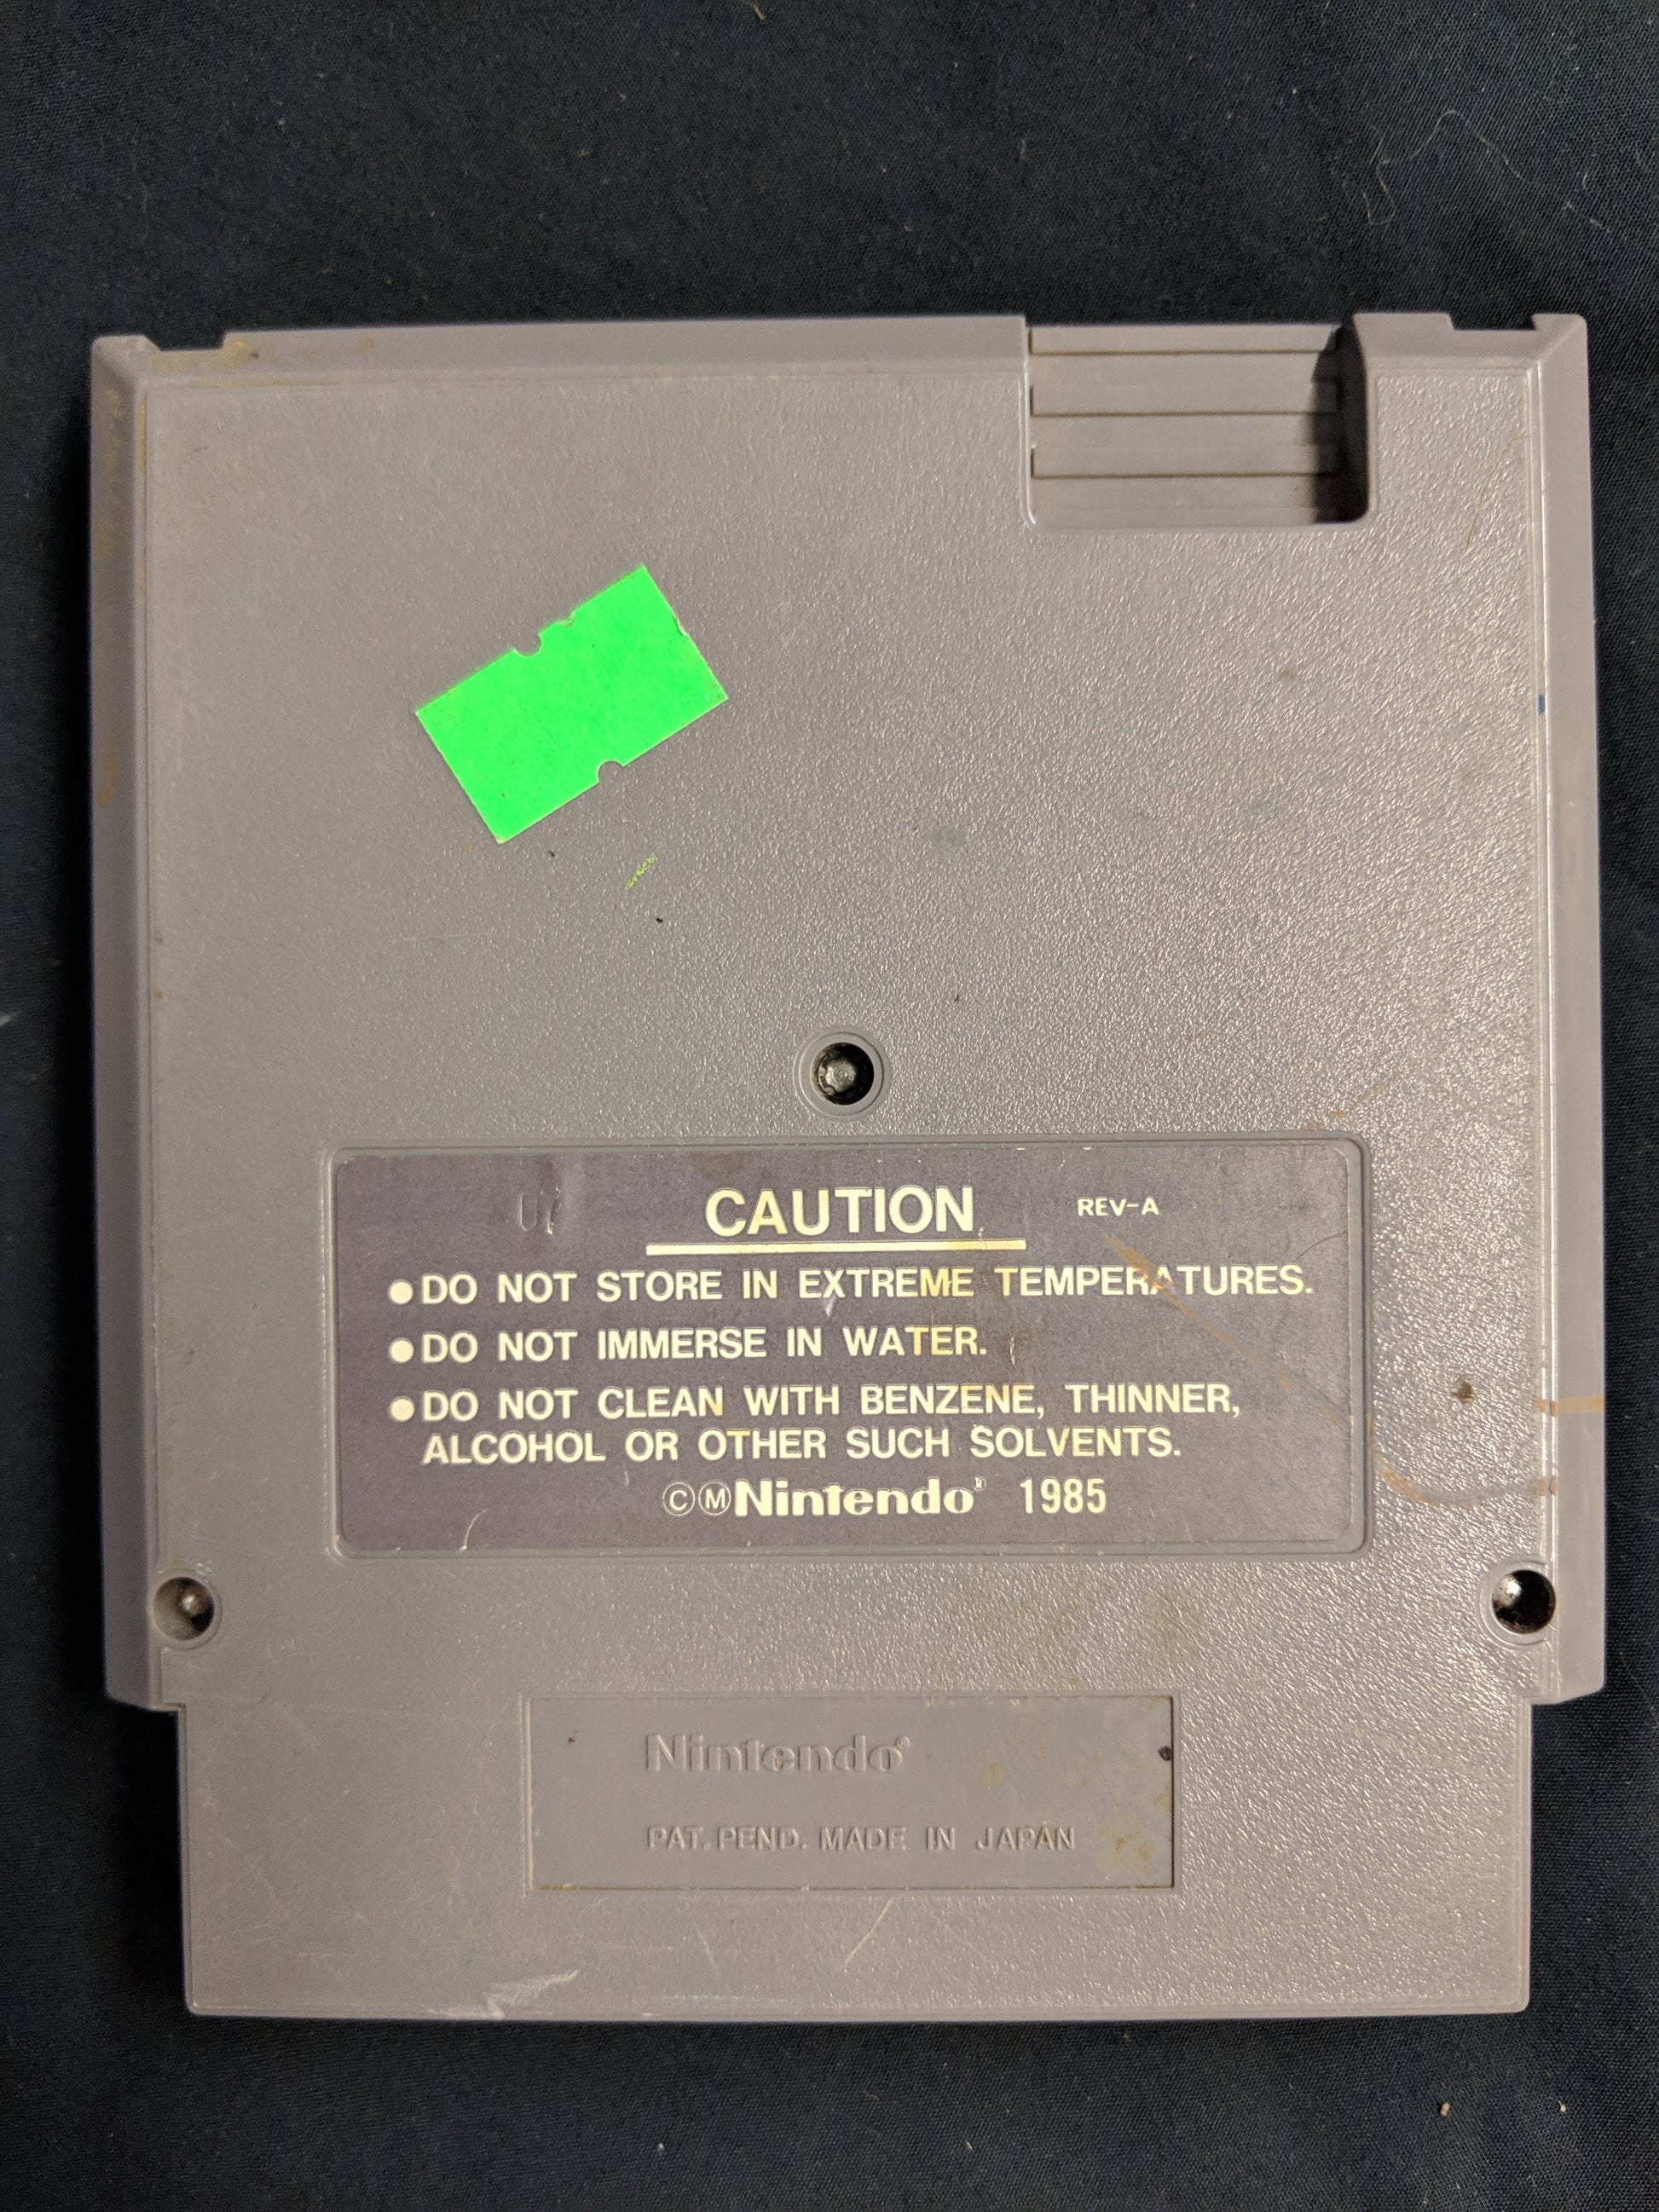 CAUTION REV-A
●DO NOT STORE IN EXTREME TEMPERATURES.
●DO NOT IMMERSE IN WATER.
●DO NOT CLEAN WITH BENZENE, THINNER,
ALCOHOL OR OTHER SUCH SOLVENTS.
ⒸⓂNintendo® 1985
Nintendo®
PAT. PEND. MADE IN JAPAN